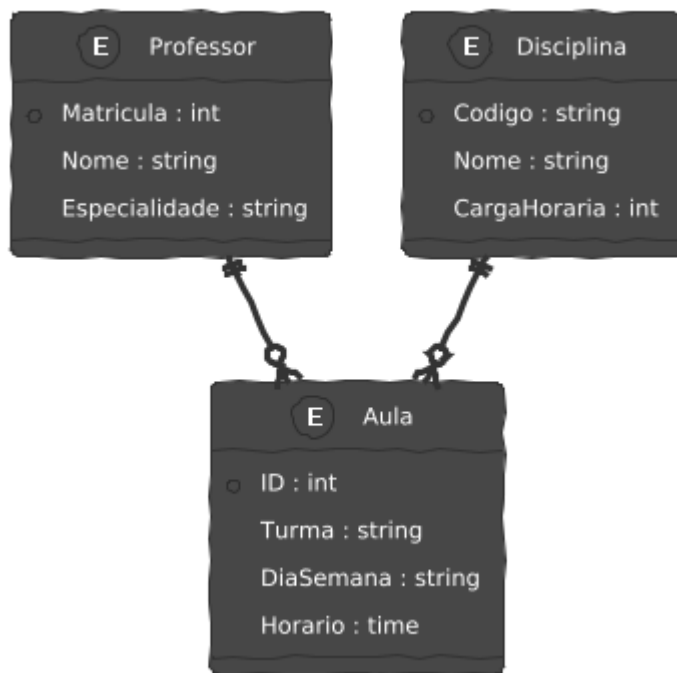 E Professor
Matricula : int
Nome : string
Especialidade : string
E Disciplina
Codigo : string
Nome : string
CargaHoraria : int
E Aula
ID : int
Turma : string
DiaSemana : string
Horario : time